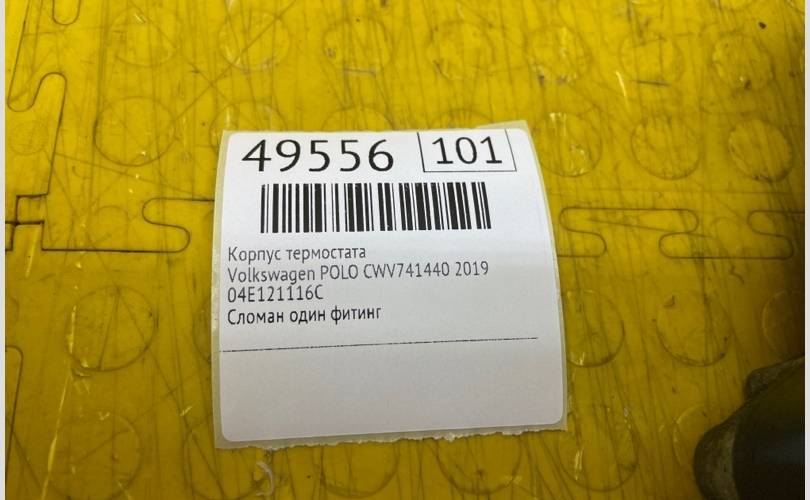 49556 101
Корпус термостата
Volkswagen POLO CWV741440 2019
04E121116C
Сломан один фитинг